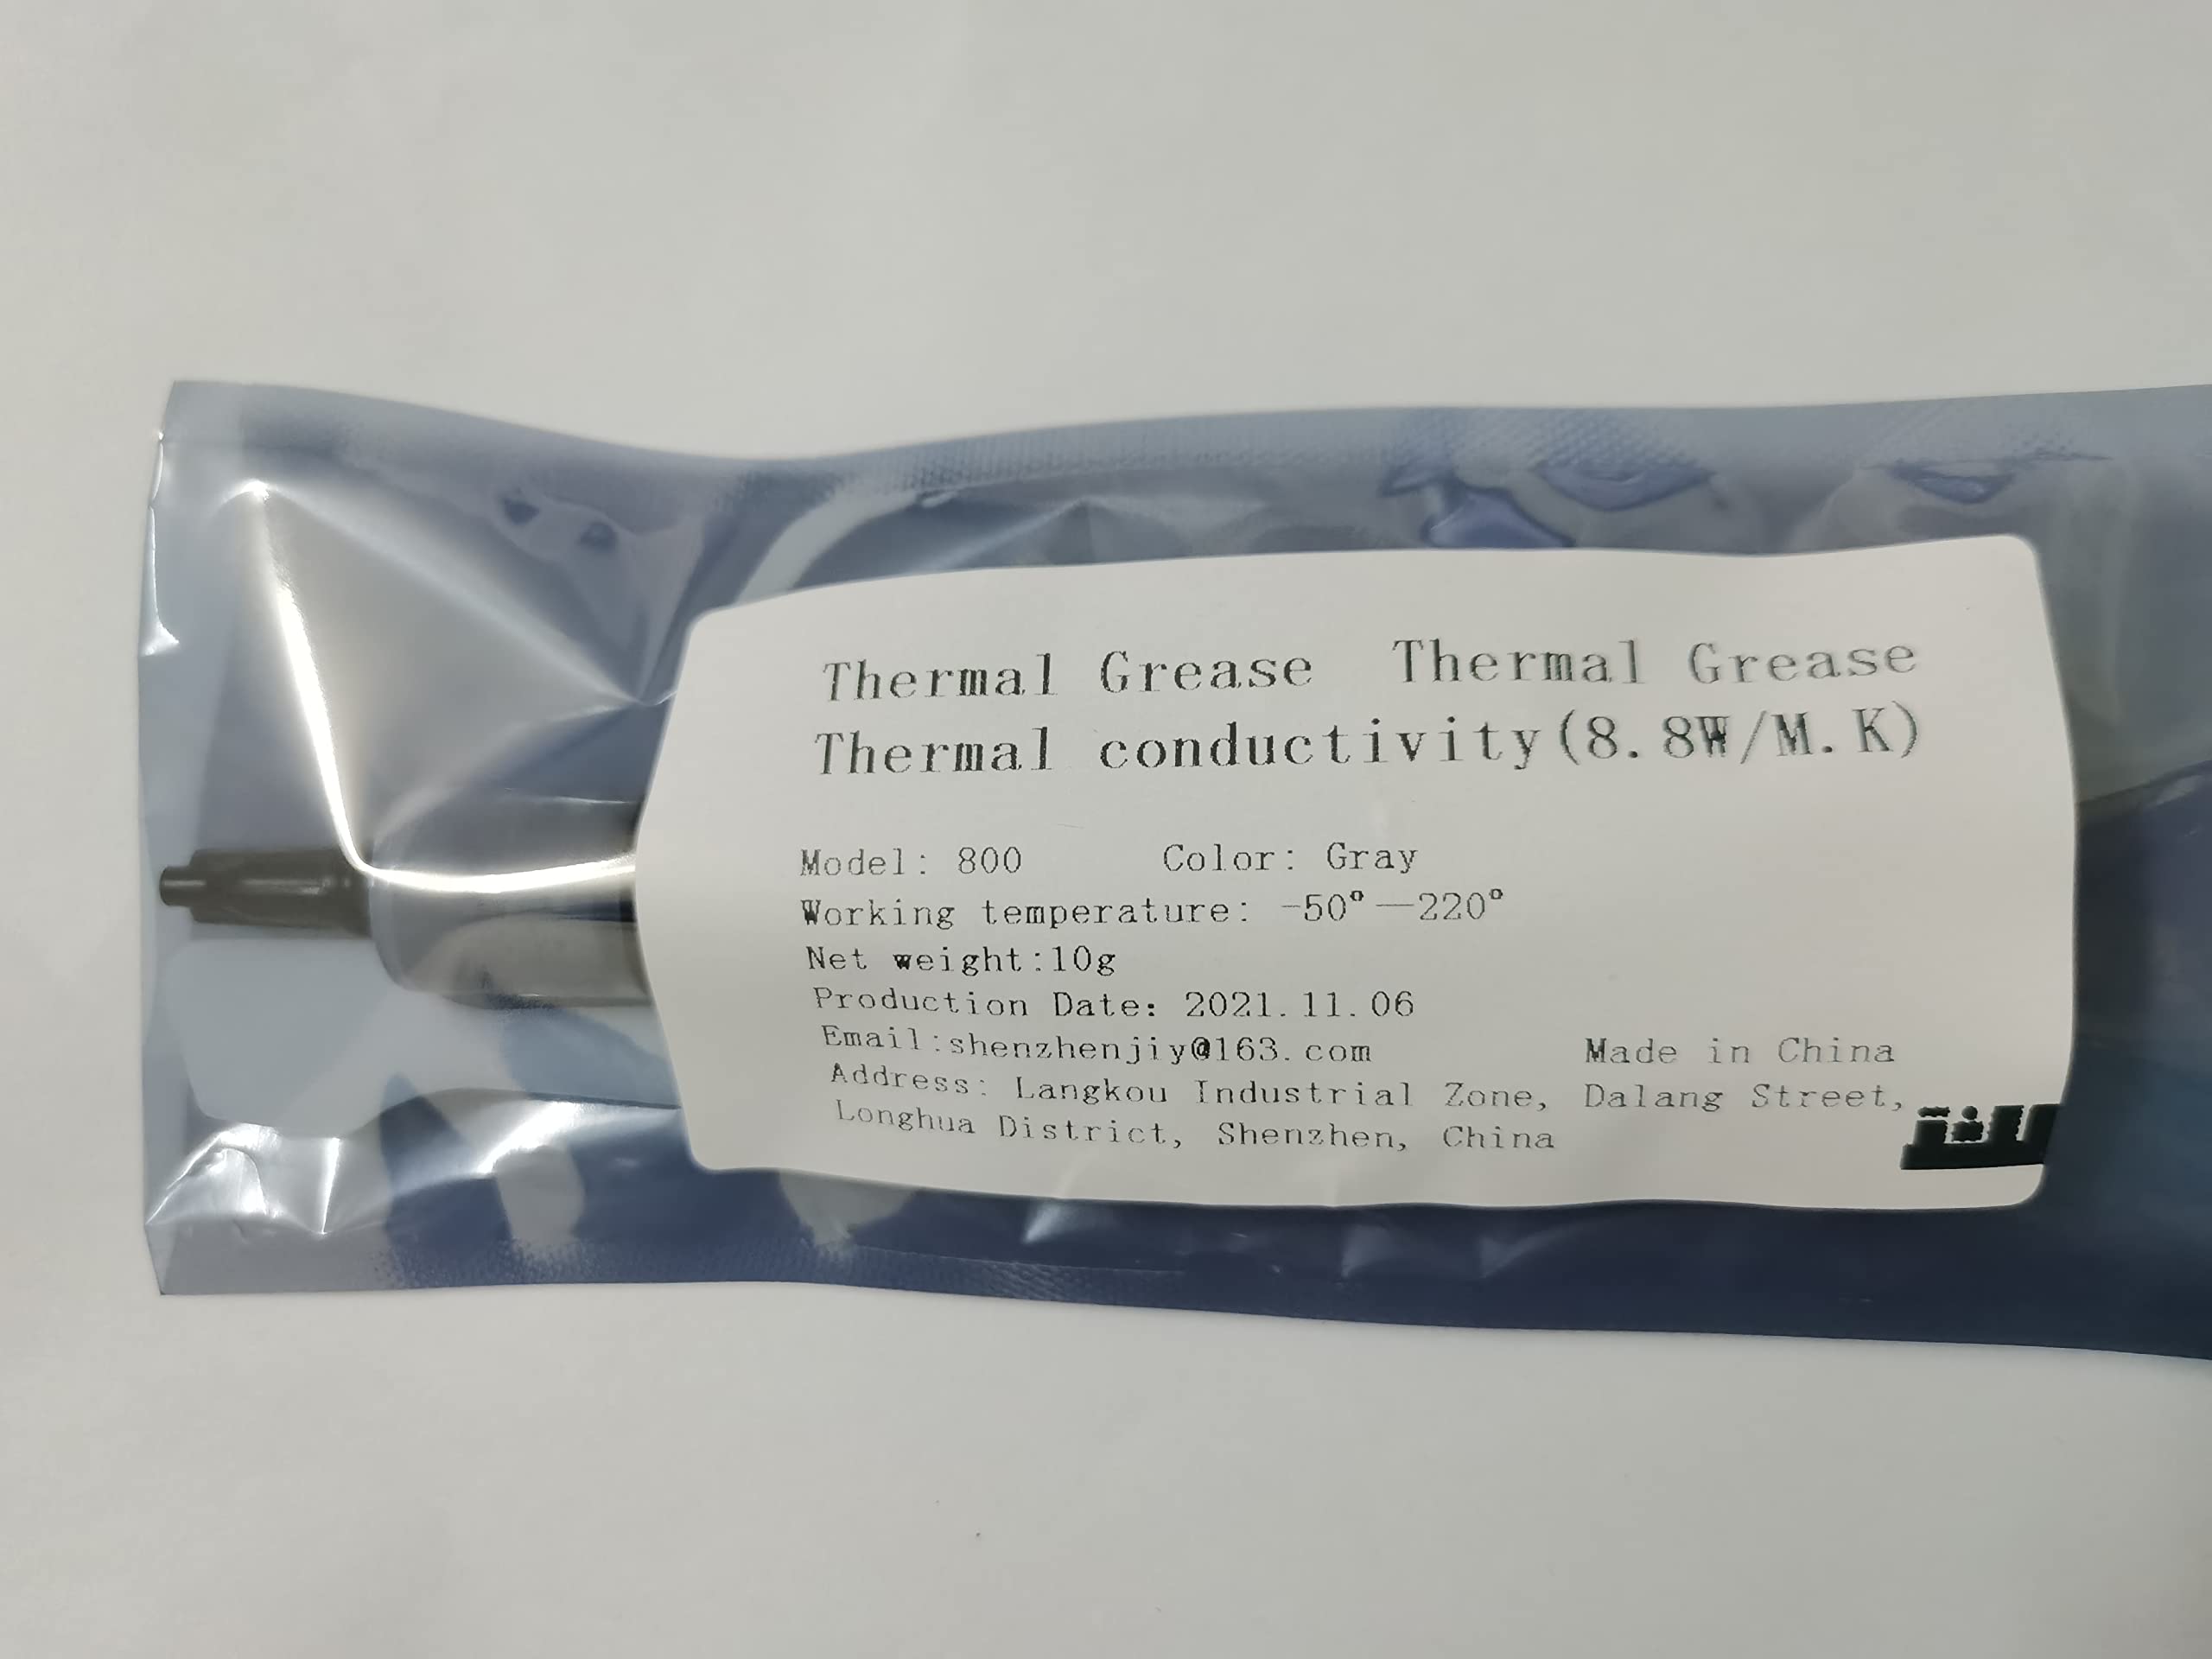 Thermal Grease Thermal Grease
Thermal conductivity(8.8W/M.K)
Model: 800 Color: Gray
Working temperature: -50°—220°
Net weight:10g
Production Date: 2021.11.06
Email:shenzhenjiy@163.com Made in China
Address: Langkou Industrial Zone, Dalang Street,
Longhua District, Shenzhen, China